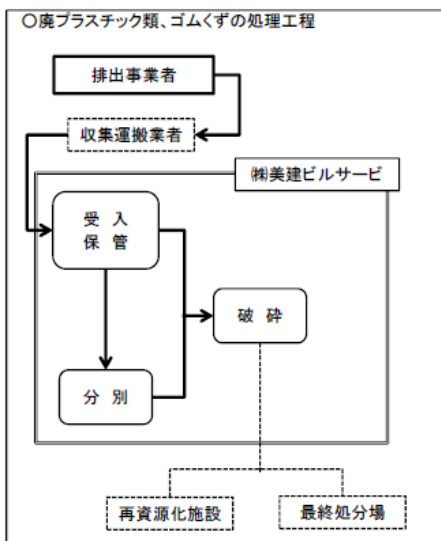 〇廃プラスチック類、ゴムくずの処理工程
排出事業者
収集運搬業者
㈱美建ビルサービ
受 入
保 管
破 砕
分 別
再資源化施設
最終処分場